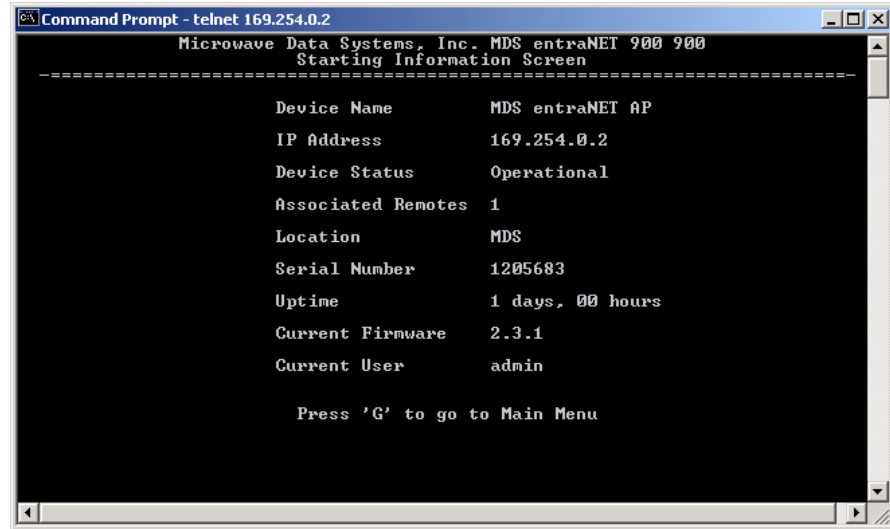 Command Prompt - telnet 169.254.0.2
Microwave Data Systems, Inc. MDS entraNET 900 900
Starting Information Screen
-==========================================================================-
Device Name MDS entraNET AP
IP Address 169.254.0.2
Device Status Operational
Associated Remotes 1
Location MDS
Serial Number 1205683
Uptime 1 days, 00 hours
Current Firmware 2.3.1
Current User admin
Press 'G' to go to Main Menu